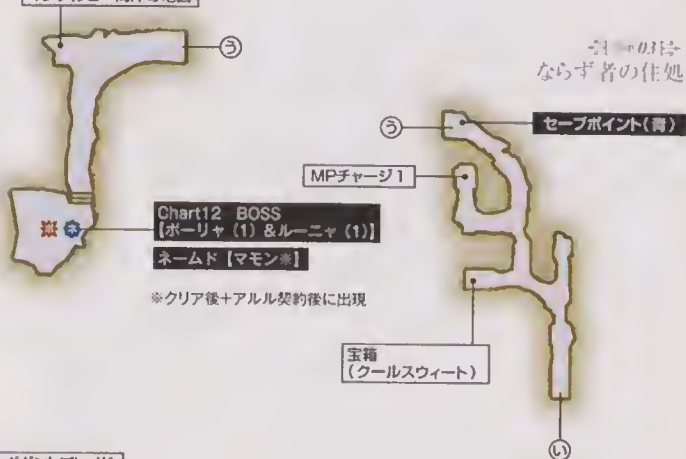 う
ならず者の住処
う
セーブポイント(青)
MPチャージ1
Chart12 BOSS
【ポーリャ(1)&ルーニャ(1)】
ネームド【マモン※】
※クリア後+アルル契約後に出現
宝箱
(クールスウィート)
い